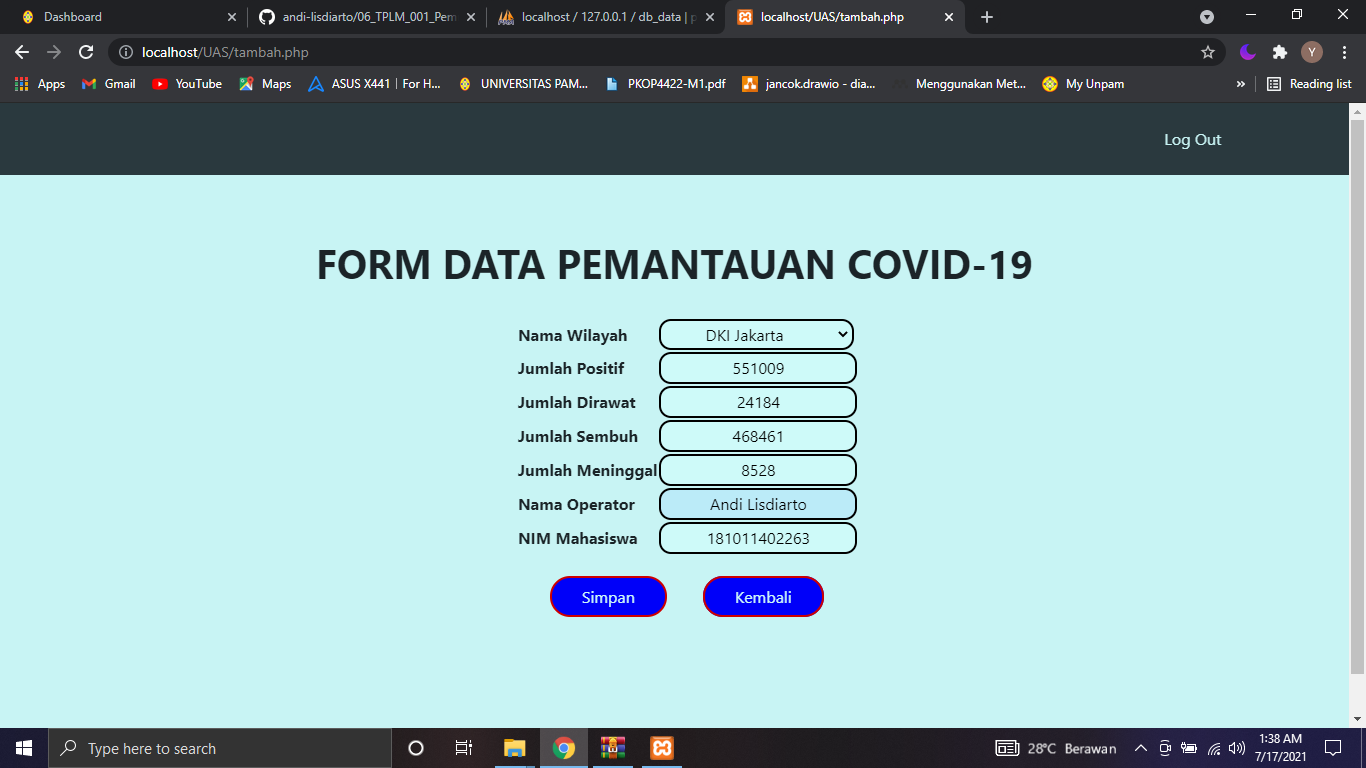 Dashboard
andi-lisdiarto/06_TPLM_001_Pem
localhost / 127.0.0.1 / db_data | p
localhost/UAS/tambah.php
localhost/UAS/tambah.php
Y
Apps
Gmail
YouTube
Maps
ASUS X441 | For H...
UNIVERSITAS PAM...
PKOP4422-M1.pdf
jancok.drawio - dia...
Menggunakan Met...
My Unpam
»
Reading list
Log Out
FORM DATA PEMANTAUAN COVID-19
Nama Wilayah DKI Jakarta
Jumlah Positif 551009
Jumlah Dirawat 24184
Jumlah Sembuh 468461
Jumlah Meninggal 8528
Nama Operator Andi Lisdiarto
NIM Mahasiswa 181011402263
Simpan Kembali
Type here to search
28°C Berawan
1:38 AM
7/17/2021